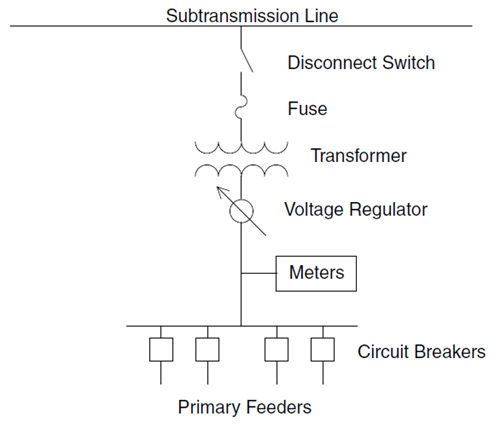 Subtransmission Line
Disconnect Switch
Fuse
Transformer
Voltage Regulator
Meters
Circuit Breakers
Primary Feeders